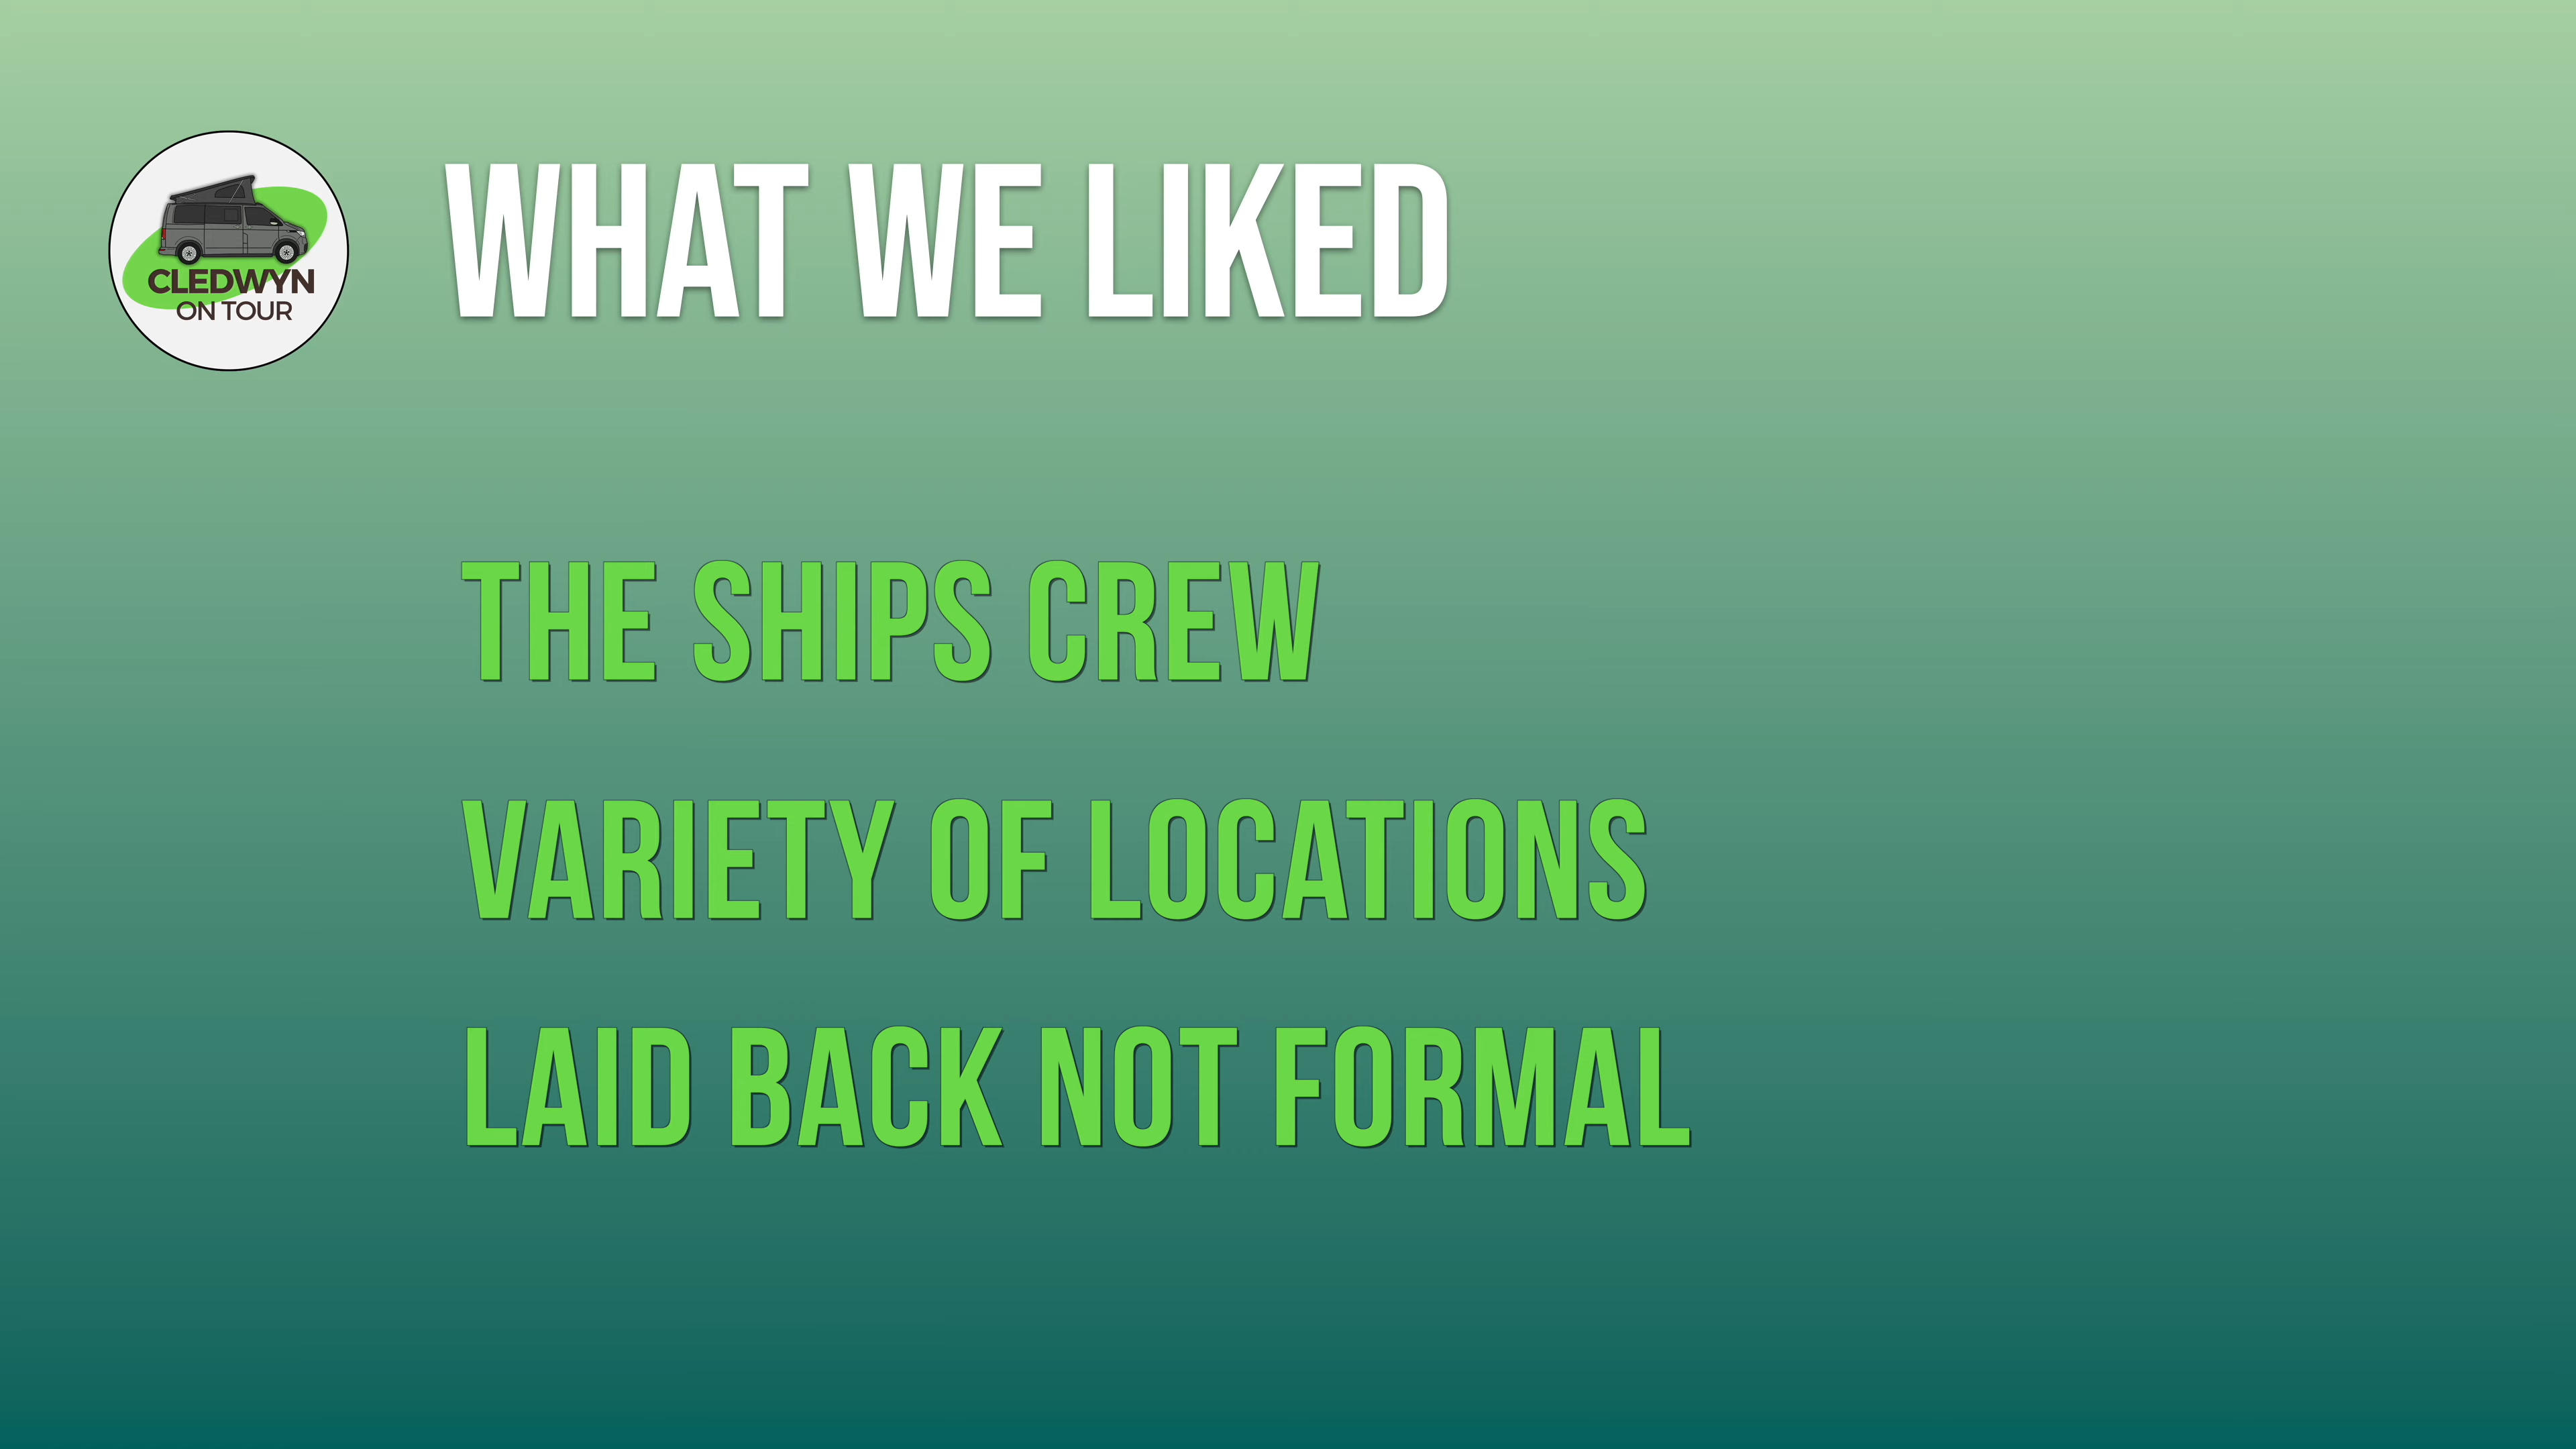 CLEDWYN
ON TOUR
WHAT WE LIKED
THE SHIPS CREW
VARIETY OF LOCATIONS
LAID BACK NOT FORMAL